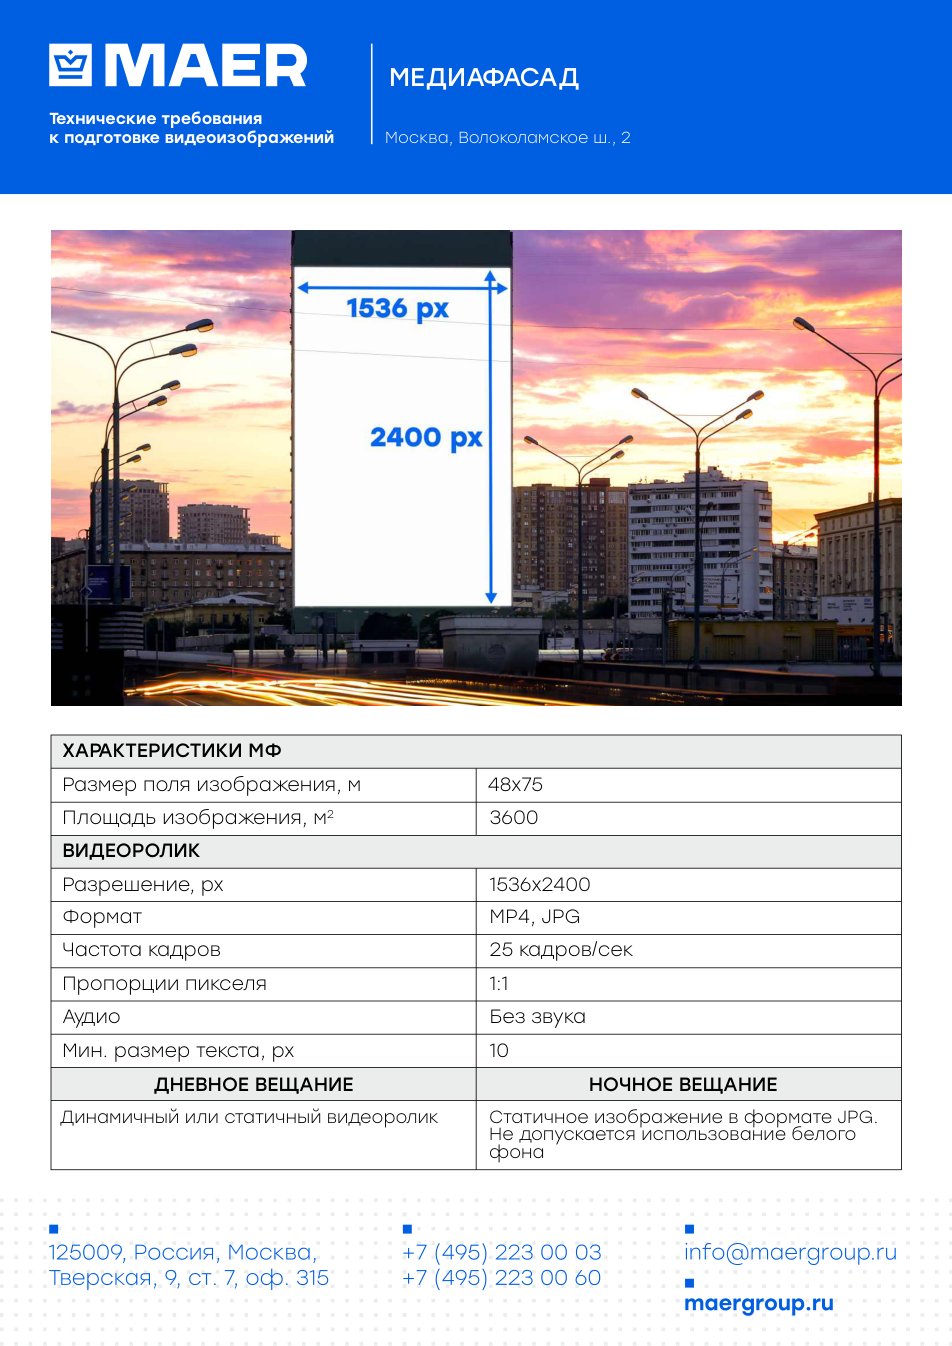 MAER
Технические требования
к подготовке видеоизображений
МЕДИАФАСАД
Москва, Волоколамское ш., 2
1536 px
2400 px
ХАРАКТЕРИСТИКИ МФ
Размер поля изображения, м 48x75
Площадь изображения, м² 3600
ВИДЕОРОЛИК
Разрешение, px 1536x2400
Формат MP4, JPG
Частота кадров 25 кадров/сек
Пропорции пикселя 1:1
Аудио Без звука
Мин. размер текста, px 10
ДНЕВНОЕ ВЕЩАНИЕ НОЧНОЕ ВЕЩАНИЕ
Динамичный или статичный видеоролик
Статичное изображение в формате JPG.
Не допускается использование белого
фона
125009, Россия, Москва,
Тверская, 9, ст. 7, оф. 315
+7 (495) 223 00 03
+7 (495) 223 00 60
info@maergroup.ru
maergroup.ru